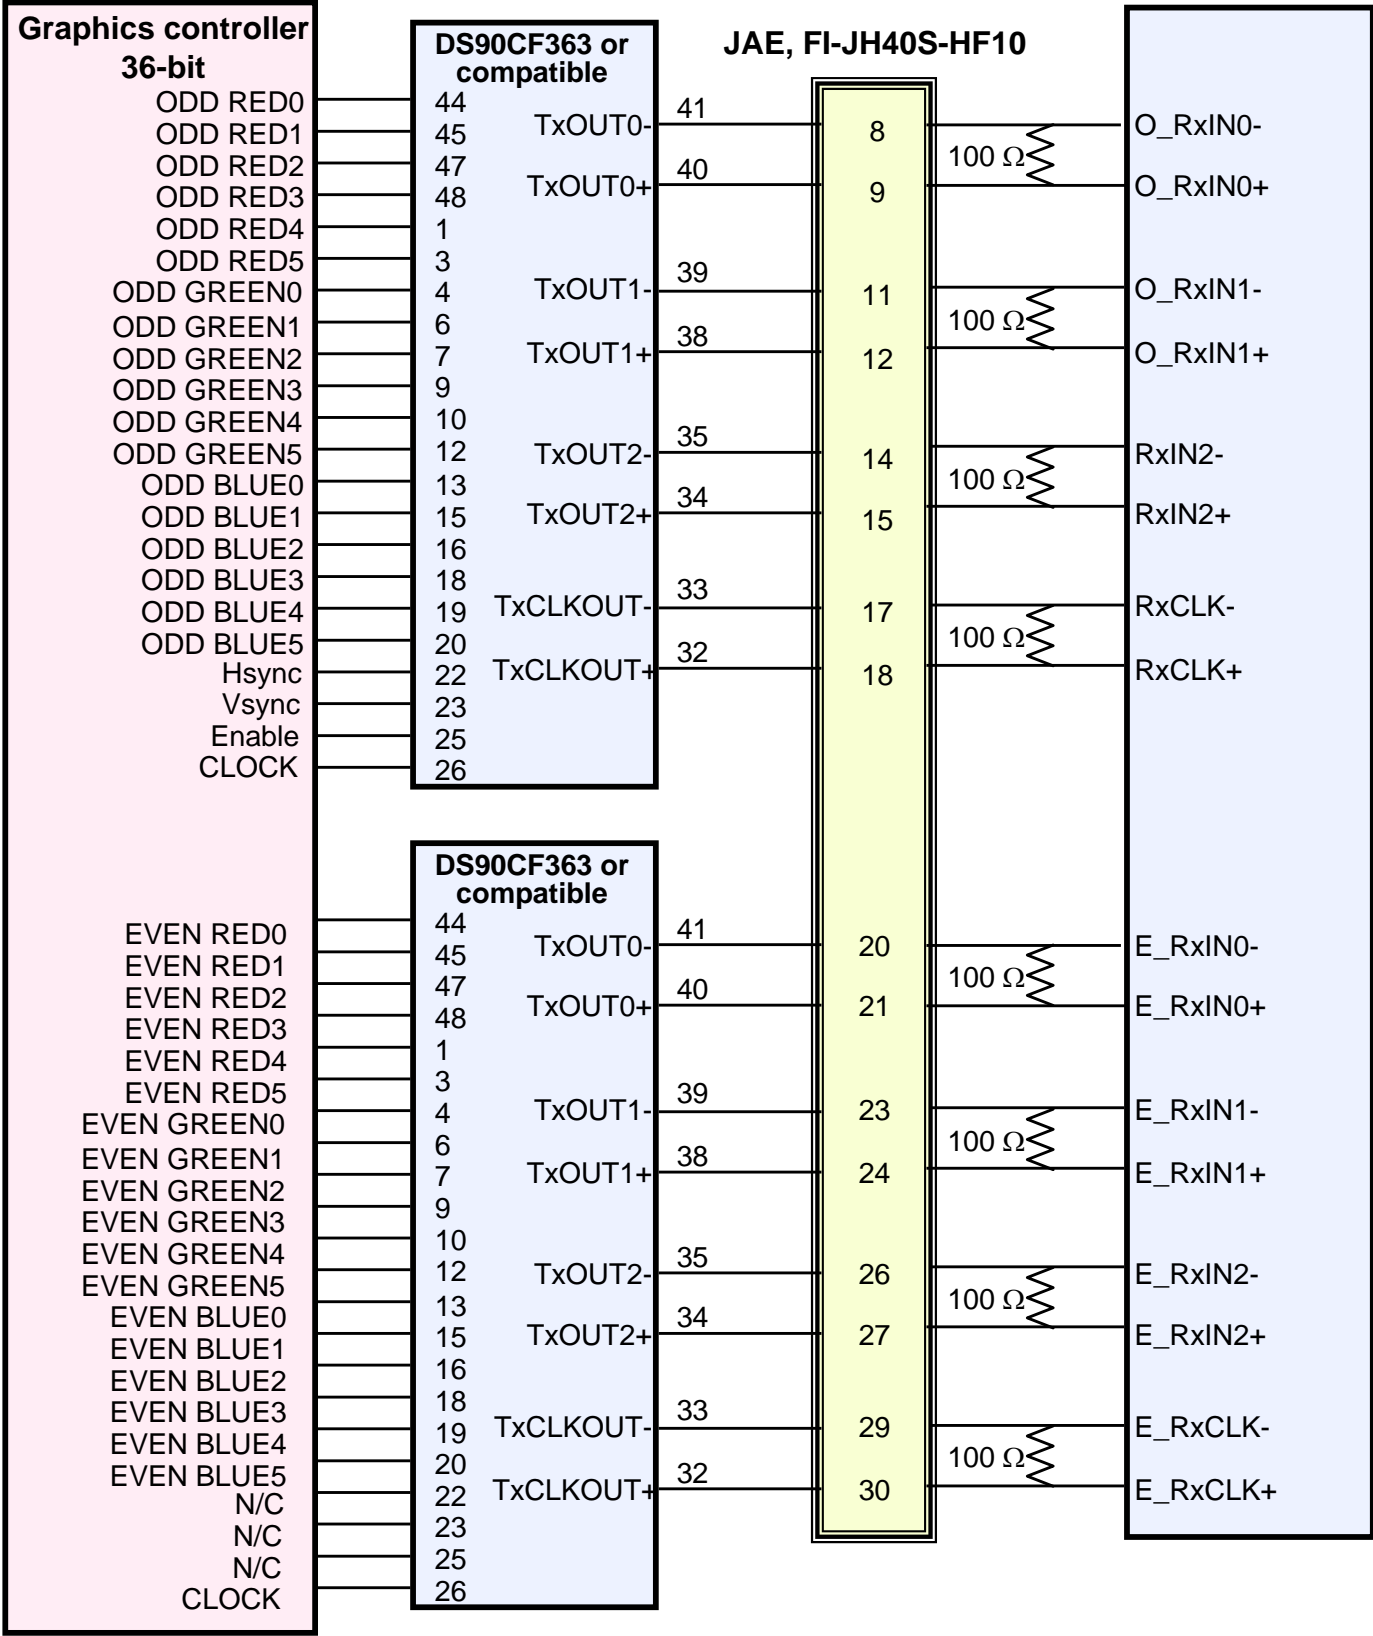 Graphics controller
36-bit
DS90CF363 or
compatible
JAE, FI-JH40S-HF10
ODD RED0 44
ODD RED1 45
ODD RED2 47
ODD RED3 48
ODD RED4 1
ODD RED5 3
ODD GREEN0 4
ODD GREEN1 6
ODD GREEN2 7
ODD GREEN3 9
ODD GREEN4 10
ODD GREEN5 12
ODD BLUE0 13
ODD BLUE1 15
ODD BLUE2 16
ODD BLUE3 18
ODD BLUE4 19
ODD BLUE5 20
Hsync 22
Vsync 23
Enable 25
CLOCK 26
TxOUT0- 41 8 O_RxIN0-
100 Ω
TxOUT0+ 40 9 O_RxIN0+
TxOUT1- 39 11 O_RxIN1-
100 Ω
TxOUT1+ 38 12 O_RxIN1+
TxOUT2- 35 14 RxIN2-
100 Ω
TxOUT2+ 34 15 RxIN2+
TxCLKOUT- 33 17 RxCLK-
100 Ω
TxCLKOUT+ 32 18 RxCLK+
DS90CF363 or
compatible
EVEN RED0 44
EVEN RED1 45
EVEN RED2 47
EVEN RED3 48
EVEN RED4 1
EVEN RED5 3
EVEN GREEN0 4
EVEN GREEN1 6
EVEN GREEN2 7
EVEN GREEN3 9
EVEN GREEN4 10
EVEN GREEN5 12
EVEN BLUE0 13
EVEN BLUE1 15
EVEN BLUE2 16
EVEN BLUE3 18
EVEN BLUE4 19
EVEN BLUE5 20
N/C 22
N/C 23
N/C 25
CLOCK 26
TxOUT0- 41 20 E_RxIN0-
100 Ω
TxOUT0+ 40 21 E_RxIN0+
TxOUT1- 39 23 E_RxIN1-
100 Ω
TxOUT1+ 38 24 E_RxIN1+
TxOUT2- 35 26 E_RxIN2-
100 Ω
TxOUT2+ 34 27 E_RxIN2+
TxCLKOUT- 33 29 E_RxCLK-
100 Ω
TxCLKOUT+ 32 30 E_RxCLK+